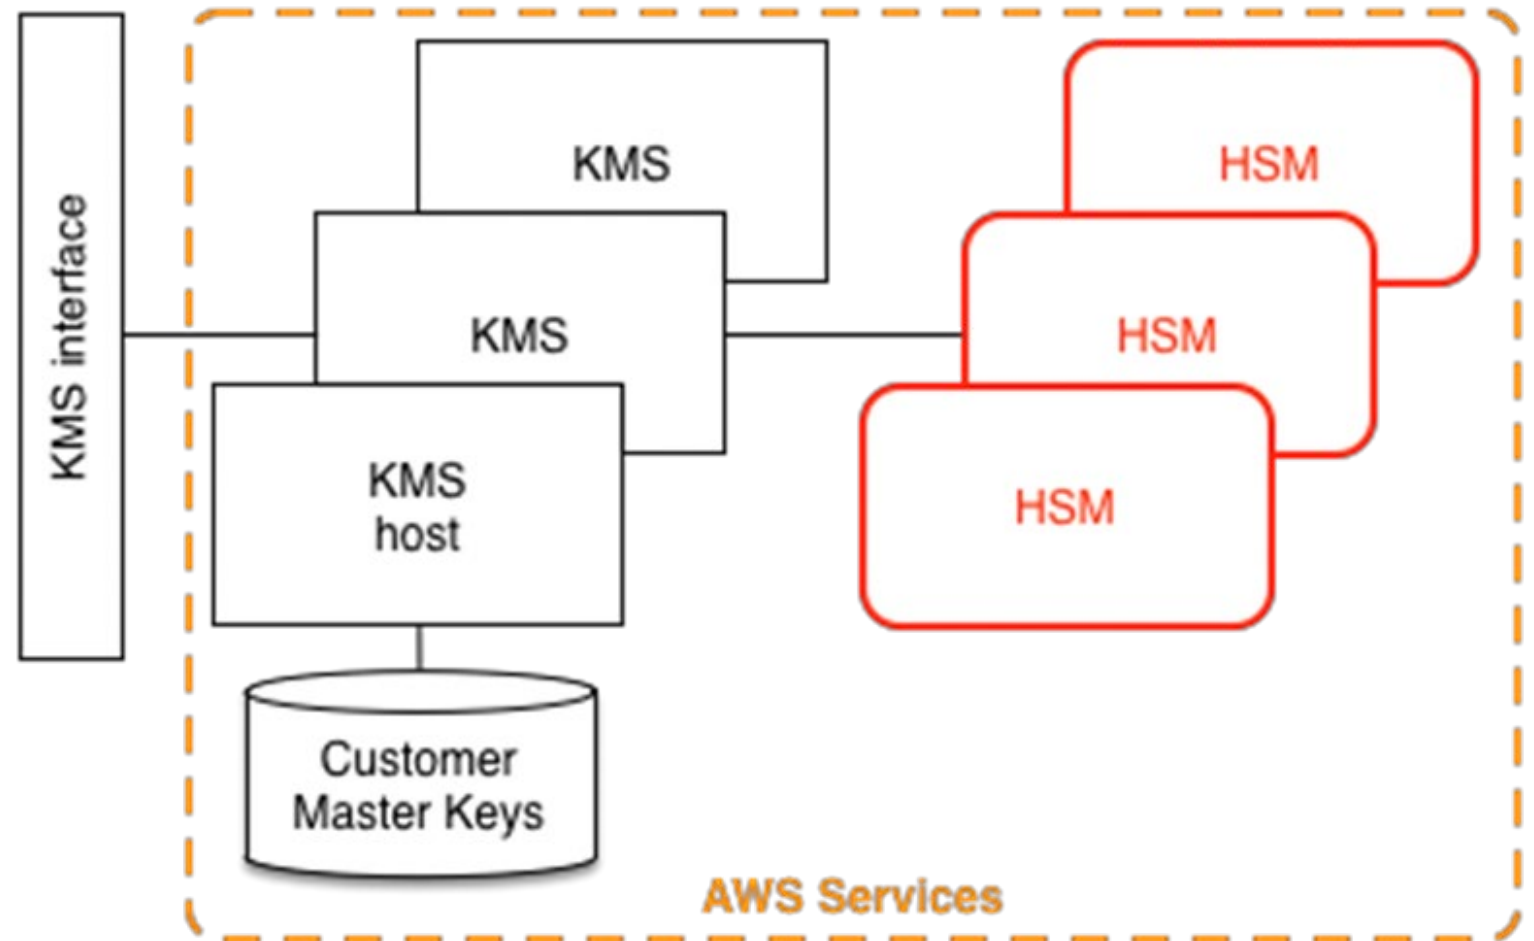 KMS interface
KMS
KMS
KMS
host
Customer
Master Keys
HSM
HSM
HSM
AWS Services